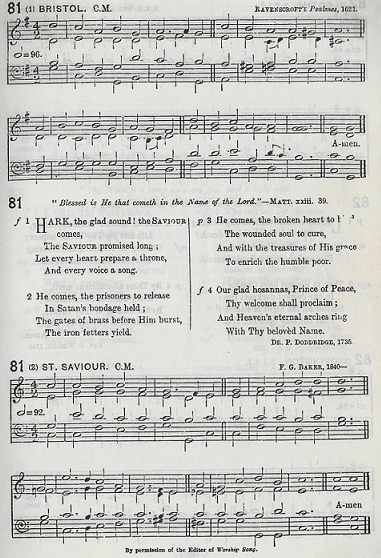 81 (1) BRISTOL. C.M. RAVENSCROFT'S Psalmes, 1621.
=96.
A-men.
81 "Blessed is He that cometh in the Name of the Lord."—MATT. xxiii. 39.
f 1 HARK, the glad sound! the SAVIOUR
comes,
The SAVIOUR promised long;
Let every heart prepare a throne,
And every voice a song.
2 He comes, the prisoners to release
In Satan's bondage held;
The gates of brass before Him burst,
The iron fetters yield.
p 3 He comes, the broken heart to
The wounded soul to cure,
And with the treasures of His grace
To enrich the humble poor.
f 4 Our glad hosannas, Prince of Peace,
Thy welcome shall proclaim;
And Heaven's eternal arches ring
With Thy belovèd Name.
DR. P. DODDRIDGE, 1735.
81 (2) ST. SAVIOUR. C.M. F. G. BAKER, 1840—
=92.
A-men
By permission of the Editor of Worship Song.